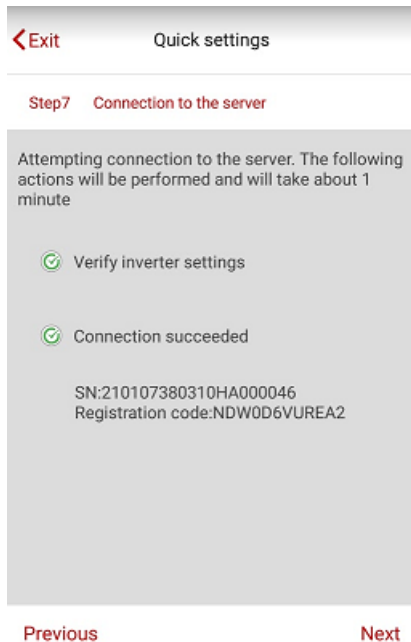 Exit Quick settings
Step7 Connection to the server
Attempting connection to the server. The following
actions will be performed and will take about 1
minute
Verify inverter settings
Connection succeeded
SN:210107380310HA000046
Registration code:NDW0D6VUREA2
Previous Next